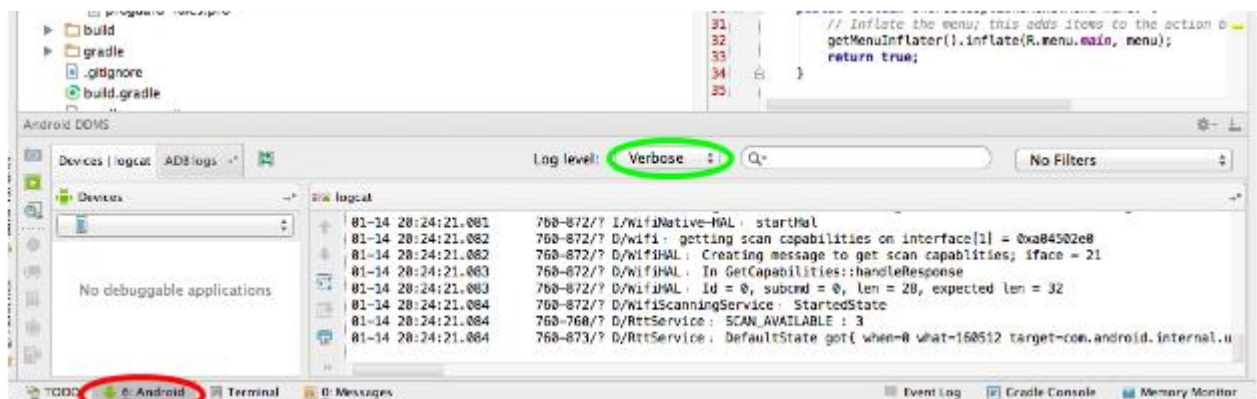 build
gradle
.gitignore
build.gradle
31
32
33
34
35
// Inflate the menu; this adds items to the action b
getMenuInflater().inflate(R.menu.main, menu);
return true;
}
Android DDMS
Devices | logcat ADB logs
Log level: Verbose
No Filters
Devices
logcat
No debuggable applications
01-14 20:24:21.081 760-872/? I/WifiNative-HAL﹕ startHal
01-14 20:24:21.082 760-872/? D/wifi﹕ getting scan capabilities on interface[1] = 0xa04502e0
01-14 20:24:21.082 760-872/? D/WifiHAL﹕ Creating message to get scan capablities; iface = 21
01-14 20:24:21.083 760-872/? D/WifiHAL﹕ In GetCapabilities::handleResponse
01-14 20:24:21.083 760-872/? D/WifiHAL﹕ Id = 0, subcmd = 0, len = 28, expected len = 32
01-14 20:24:21.084 760-872/? D/WifiScanningService﹕ StartedState
01-14 20:24:21.084 760-760/? D/RttService﹕ SCAN_AVAILABLE : 3
01-14 20:24:21.084 760-873/? D/RttService﹕ DefaultState got{ when=0 what=160512 target=com.android.internal.u
TODO 6: Android Terminal 0: Messages Event Log Gradle Console Memory Monitor